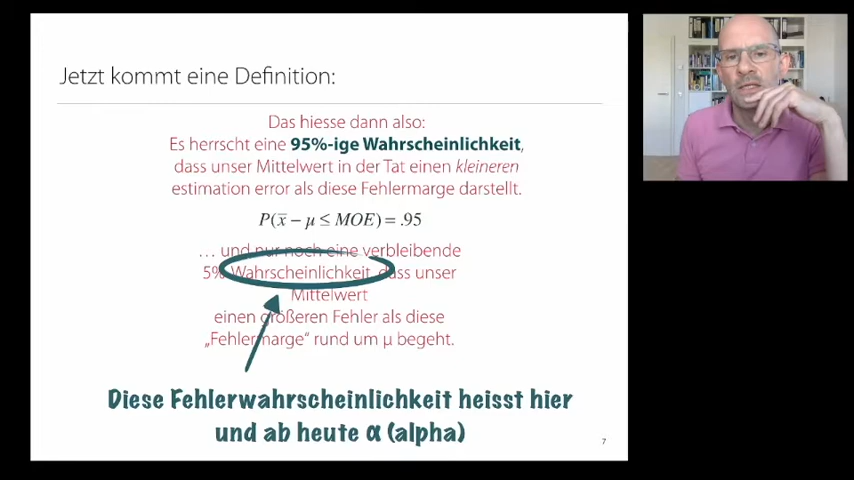 Jetzt kommt eine Definition:
Das hiesse dann also:
Es herrscht eine 95%-ige Wahrscheinlichkeit,
dass unser Mittelwert in der Tat einen kleineren
estimation error als diese Fehlermarge darstellt.
P(x̄ − μ ≤ MOE) = .95
… und nur noch eine verbleibende
5% Wahrscheinlichkeit, dass unser
Mittelwert
einen größeren Fehler als diese
„Fehlermarge“ rund um μ begeht.
Diese Fehlerwahrscheinlichkeit heisst hier
und ab heute α (alpha)
7